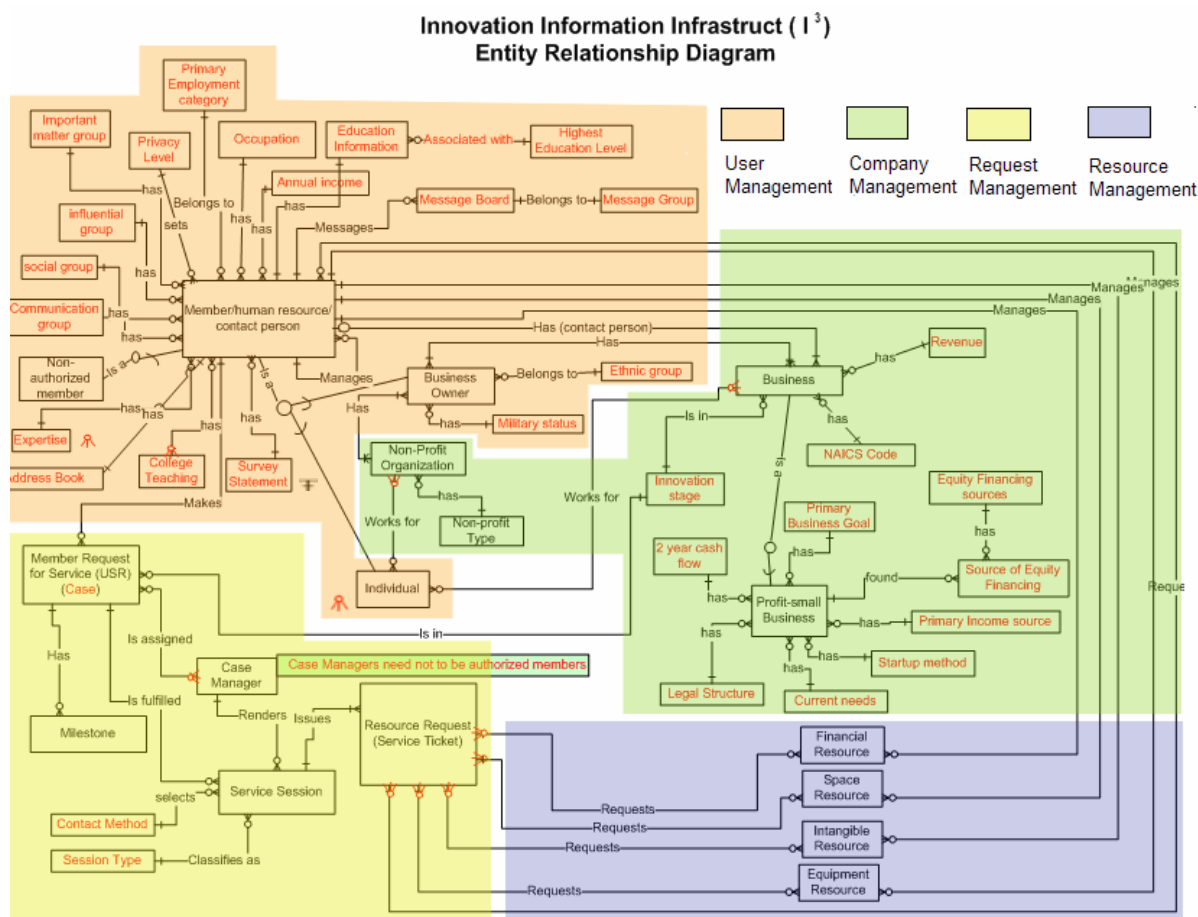 Innovation Information Infrastruct ( I 3 )
Entity Relationship Diagram
User
Management
Company
Management
Request
Management
Resource
Management
Primary
Employment
category
Important
matter group
Privacy
Level
Occupation
Education
Information
Associated with
Highest
Education Level
Annual income
has
has
Belongs to
has
has
has
sets
Message Board
Belongs to
Message Group
Messages
influential
group
has
social group
Communication
group
has
has
Member/human resource/
contact person
Manages
Manages
Manages
Manages
Has (contact person)
Has
Non-
authorized
member
Is a
Is a
Manages
Business
Owner
Belongs to
Ethnic group
has
Military status
Has
Business
has
Revenue
has
NAICS Code
Is in
is a
has
has
has
has
Expertise
Address Book
College
Teaching
Survey
Statement
Non-Profit
Organization
has
Non-profit
Type
Works for
Works for
Innovation
stage
Primary
Business Goal
has
Equity Financing
sources
has
2 year cash
flow
has
found
Source of Equity
Financing
Profit-small
Business
has
Primary Income source
has
has
Startup method
has
Legal Structure
Current needs
Makes
Member Request
for Service (USR)
(Case)
Individual
Is in
Is assigned
Has
Case
Manager
Case Managers need not to be authorized members
Is fulfilled
Renders
Issues
Milestone
Resource Request
(Service Ticket)
Service Session
selects
Contact Method
Session Type
Classifies as
Financial
Resource
Space
Resource
Intangible
Resource
Equipment
Resource
Requests
Requests
Requests
Requests
Reque